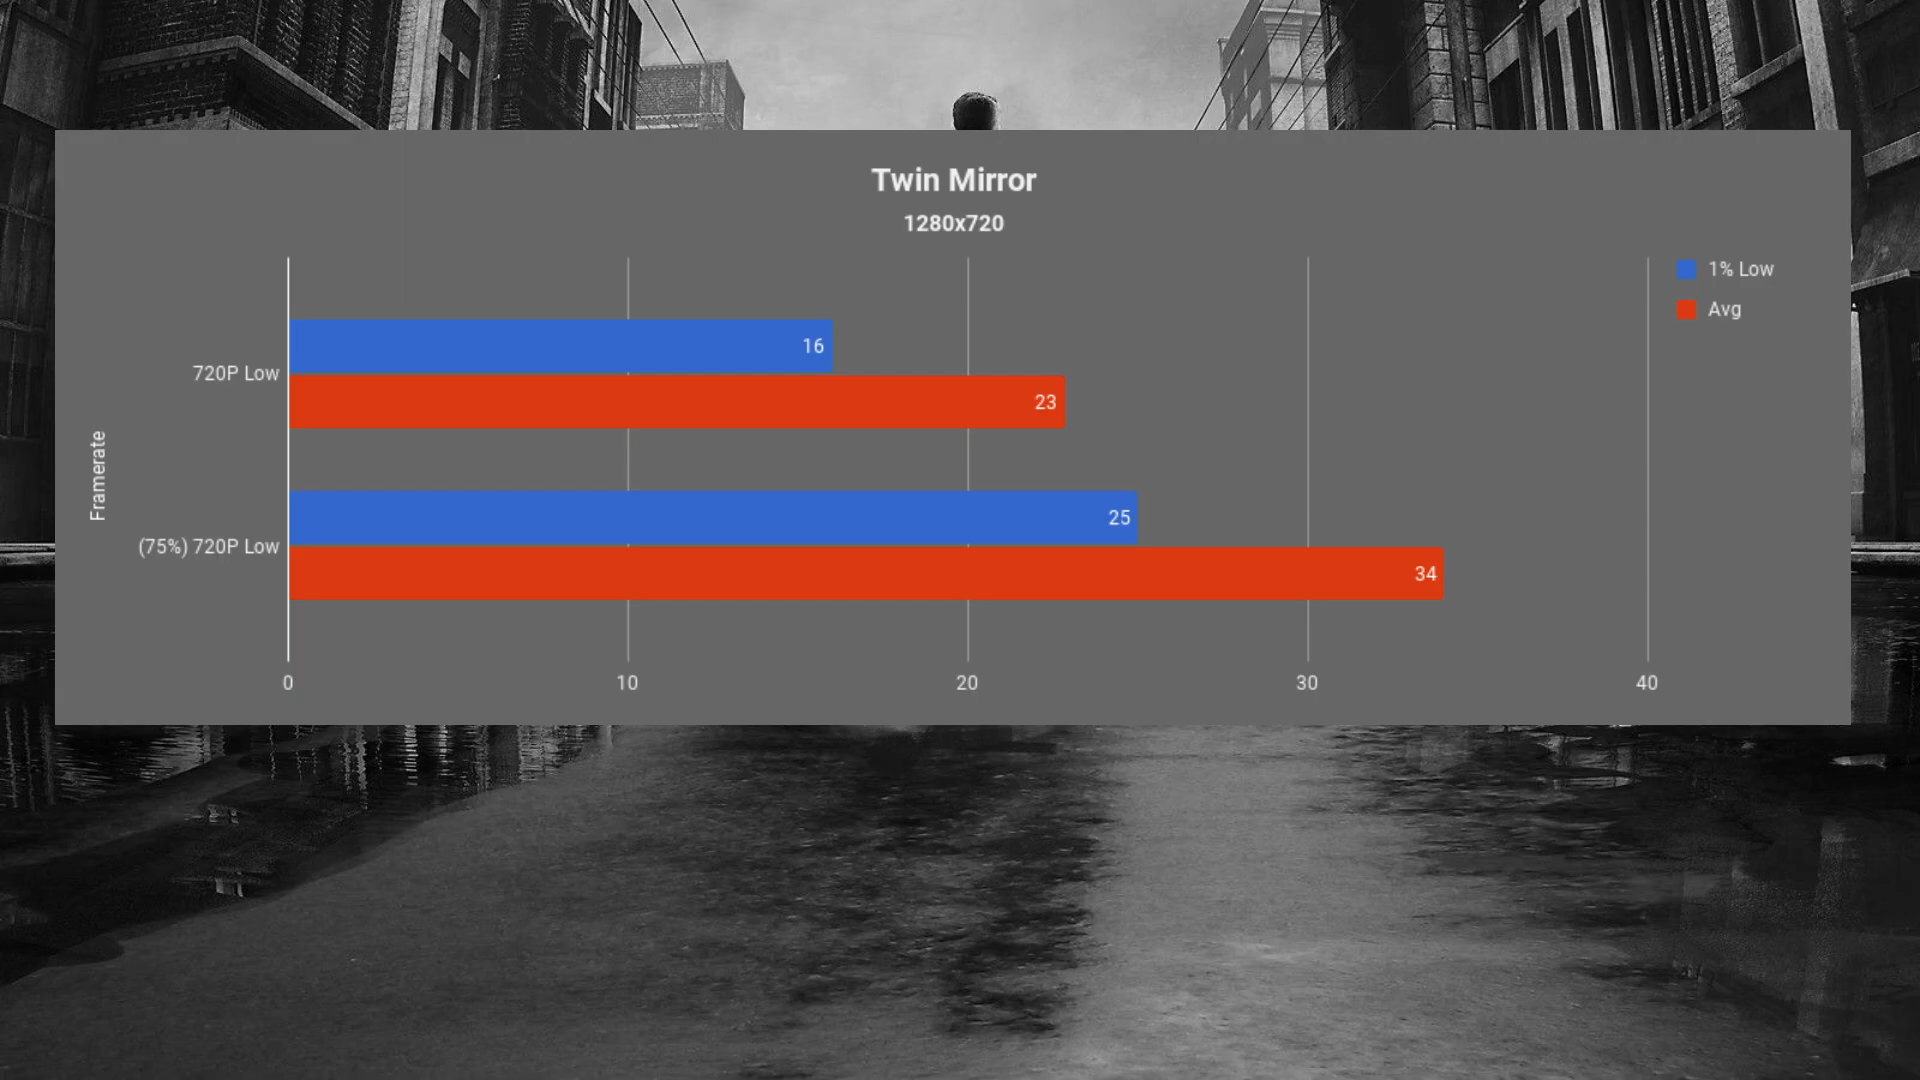 Twin Mirror
1280x720
1% Low
Avg
Framerate
720P Low
16
23
(75%) 720P Low
25
34
0 10 20 30 40